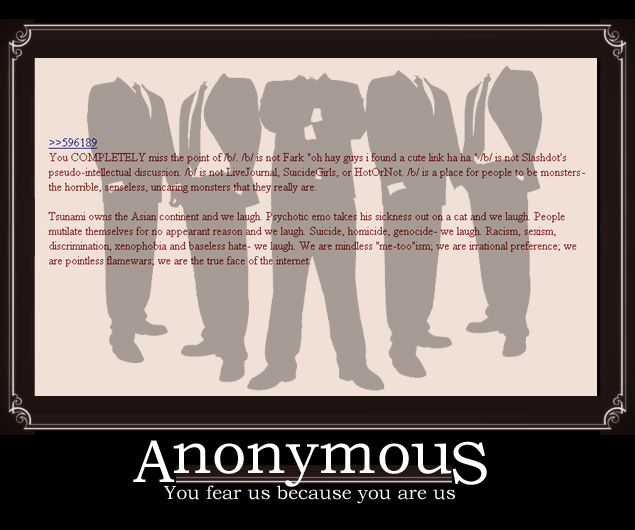 >>596189
You COMPLETELY miss the point of /b/. /b/ is not Fark "oh hay guys i found a cute link ha ha." /b/ is not Slashdot's
pseudo-intellectual discussion. /b/ is not LiveJournal, SuicideGirls, or HotOrNot. /b/ is a place for people to be monsters-
the horrible, senseless, uncaring monsters that they really are.
Tsunami owns the Asian continent and we laugh. Psychotic emo takes his sickness out on a cat and we laugh. People
mutilate themselves for no appearant reason and we laugh. Suicide, homicide, genocide- we laugh. Racism, sexism,
discrimination, xenophobia and baseless hate- we laugh. We are mindless "me-too"ism; we are irrational preference; we
are pointless flamewars; we are the true face of the internet
AnonymouS
You fear us because you are us